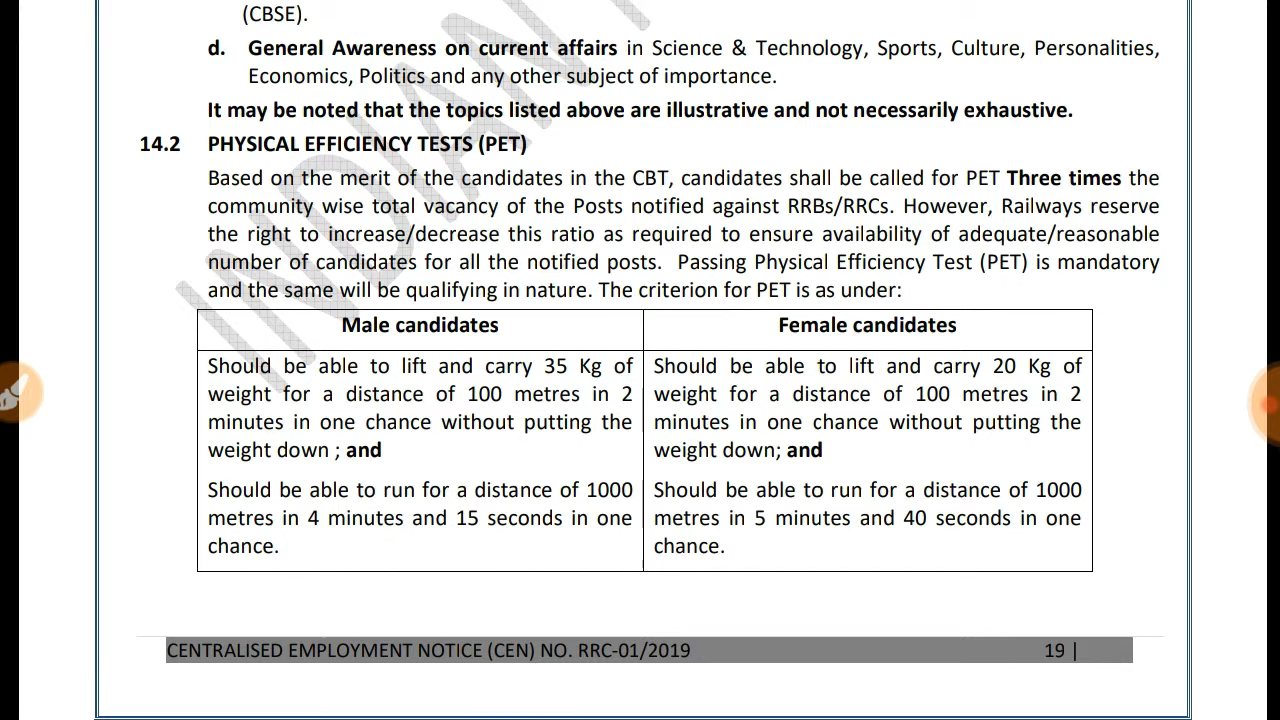 (CBSE).
d. General Awareness on current affairs in Science & Technology, Sports, Culture, Personalities,
Economics, Politics and any other subject of importance.
It may be noted that the topics listed above are illustrative and not necessarily exhaustive.
14.2 PHYSICAL EFFICIENCY TESTS (PET)
Based on the merit of the candidates in the CBT, candidates shall be called for PET Three times the
community wise total vacancy of the Posts notified against RRBs/RRCs. However, Railways reserve
the right to increase/decrease this ratio as required to ensure availability of adequate/reasonable
number of candidates for all the notified posts. Passing Physical Efficiency Test (PET) is mandatory
and the same will be qualifying in nature. The criterion for PET is as under:
Male candidates
Should be able to lift and carry 35 Kg of
weight for a distance of 100 metres in 2
minutes in one chance without putting the
weight down ; and
Should be able to run for a distance of 1000
metres in 4 minutes and 15 seconds in one
chance.
Female candidates
Should be able to lift and carry 20 Kg of
weight for a distance of 100 metres in 2
minutes in one chance without putting the
weight down; and
Should be able to run for a distance of 1000
metres in 5 minutes and 40 seconds in one
chance.
CENTRALISED EMPLOYMENT NOTICE (CEN) NO. RRC-01/2019 19 |
INDIAN